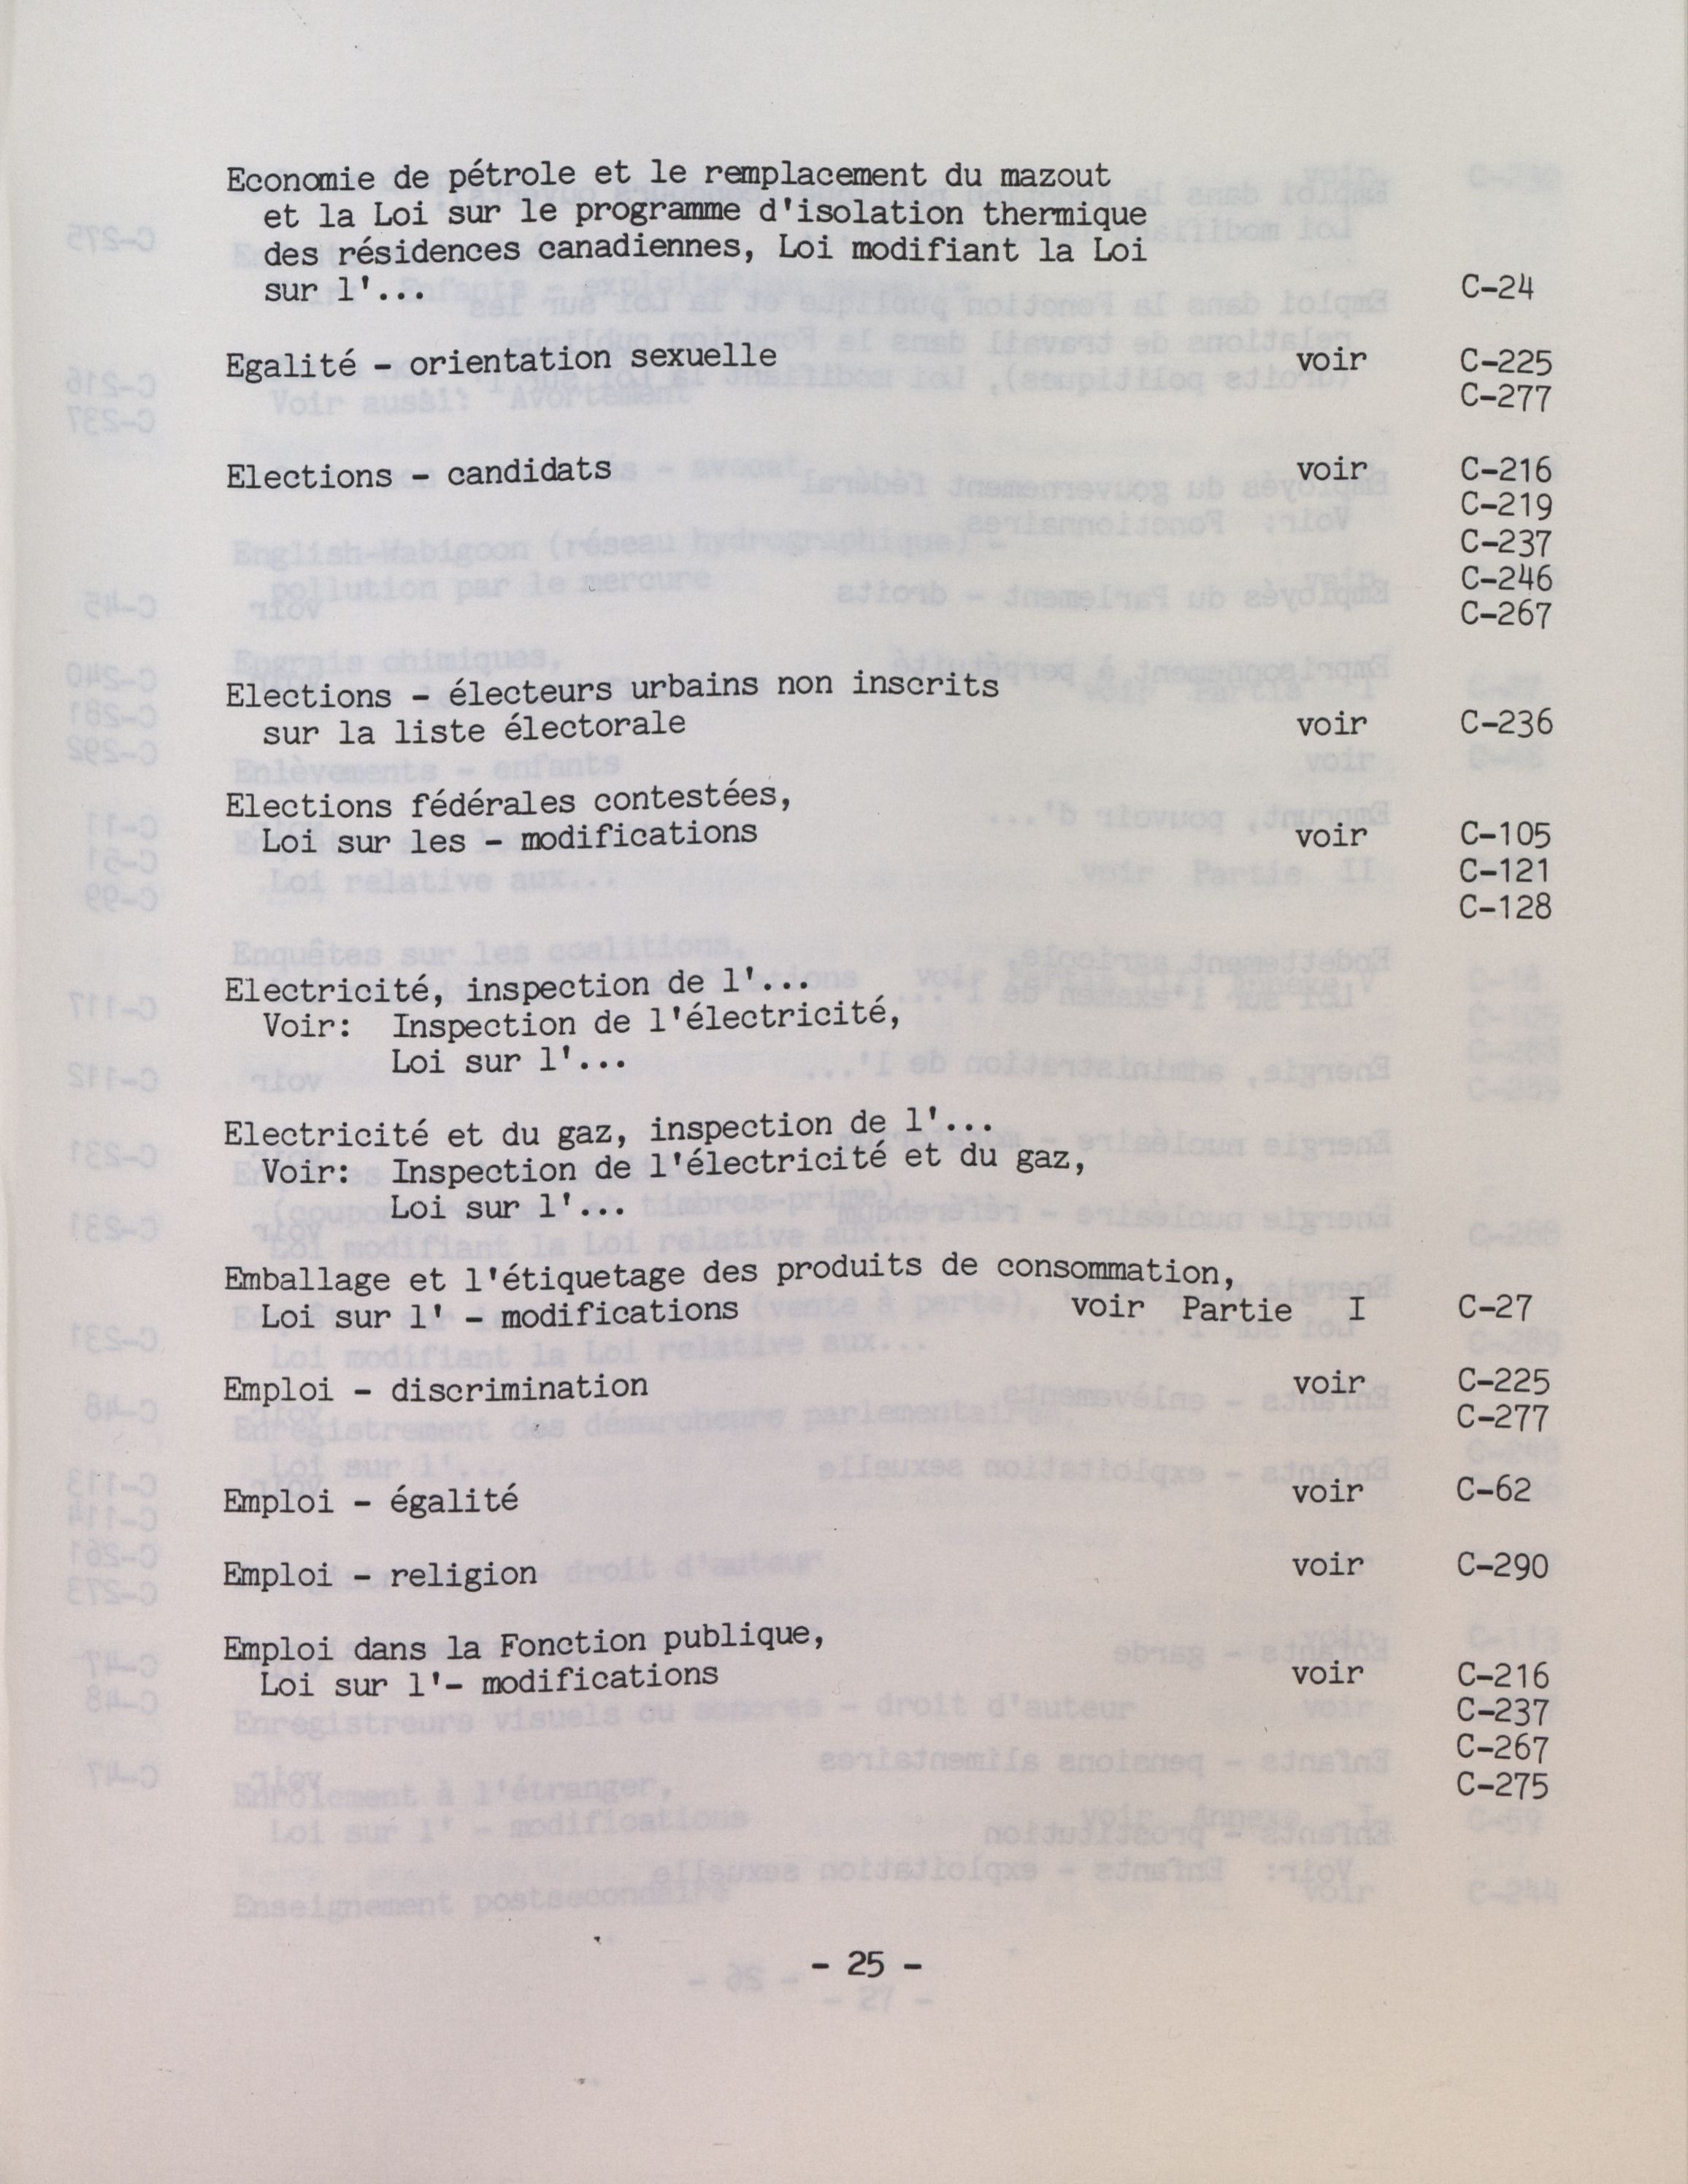 Economie de pétrole et le remplacement du mazout
et la Loi sur le programme d'isolation thermique
des résidences canadiennes, Loi modifiant la Loi
sur l'... C-24
Egalité - orientation sexuelle voir C-225
C-277
Elections - candidats voir C-216
C-219
C-237
C-246
C-267
Elections - électeurs urbains non inscrits
sur la liste électorale voir C-236
Elections fédérales contestées,
Loi sur les - modifications voir C-105
C-121
C-128
Electricité, inspection de l'...
Voir: Inspection de l'électricité,
Loi sur l'...
Electricité et du gaz, inspection de l'...
Voir: Inspection de l'électricité et du gaz,
Loi sur l'...
Emballage et l'étiquetage des produits de consommation,
Loi sur l' - modifications voir Partie I C-27
Emploi - discrimination voir C-225
C-277
Emploi - égalité voir C-62
Emploi - religion voir C-290
Emploi dans la Fonction publique,
Loi sur l'- modifications voir C-216
C-237
C-267
C-275
- 25 -